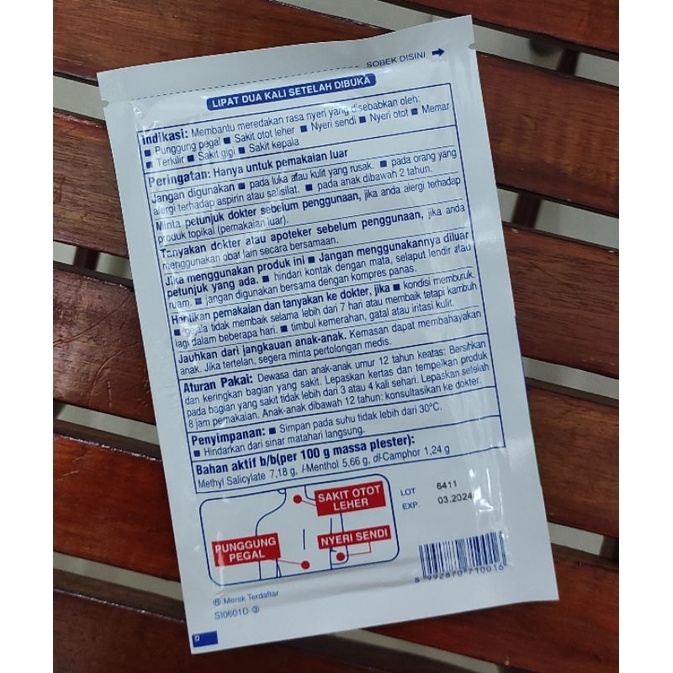 SOBEK DISINI
LIPAT DUA KALI SETELAH DIBUKA
Indikasi: Membantu meredakan rasa nyeri yang disebabkan oleh:
■ Punggung pegal ■ Sakit otot leher ■ Nyeri sendi ■ Nyeri otot ■ Memar
■ Terkilir ■ Sakit gigi ■ Sakit kepala
Peringatan: Hanya untuk pemakaian luar
Jangan digunakan ■ pada luka atau kulit yang rusak. ■ pada orang yang
alergi terhadap aspirin atau salisilat. ■ pada anak dibawah 2 tahun.
Minta petunjuk dokter sebelum penggunaan, jika anda alergi terhadap
produk topikal (pemakaian luar).
Tanyakan dokter atau apoteker sebelum penggunaan, jika anda
menggunakan obat lain secara bersamaan.
Jika menggunakan produk ini ■ Jangan menggunakannya diluar
petunjuk yang ada. ■ hindari kontak dengan mata, selaput lendir atau
ruam. ■ jangan digunakan bersama dengan kompres panas.
Hentikan pemakaian dan tanyakan ke dokter, jika ■ kondisi memburuk.
■ gejala tidak membaik selama lebih dari 7 hari atau membaik tetapi kambuh
lagi dalam beberapa hari. ■ timbul kemerahan, gatal atau iritasi kulit.
Jauhkan dari jangkauan anak-anak. Kemasan dapat membahayakan
anak. Jika tertelan, segera minta pertolongan medis.
Aturan Pakai: Dewasa dan anak-anak umur 12 tahun keatas: Bersihkan
dan keringkan bagian yang sakit. Lepaskan kertas dan tempelkan produk
pada bagian yang sakit tidak lebih dari 3 atau 4 kali sehari. Lepaskan setelah
8 jam pemakaian. Anak-anak dibawah 12 tahun: konsultasikan ke dokter.
Penyimpanan: ■ Simpan pada suhu tidak lebih dari 30°C.
■ Hindarkan dari sinar matahari langsung.
Bahan aktif b/b(per 100 g massa plester):
Methyl Salicylate 7,18 g, l-Menthol 5,66 g, dl-Camphor 1,24 g
SAKIT OTOT
LEHER
PUNGGUNG
PEGAL
NYERI SENDI
LOT 6411
EXP. 03.2024
8 992870 710016
® Merek Terdaftar
SI0601D-③